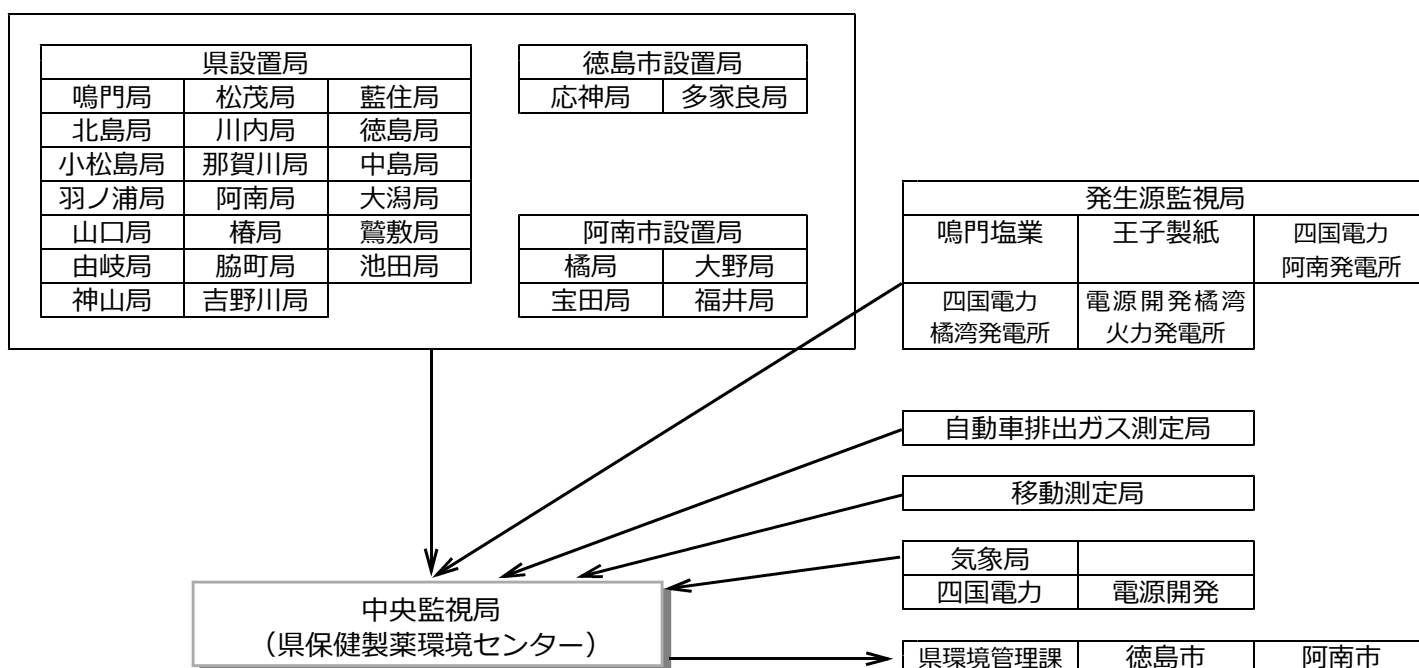 県設置局
鳴門局 松茂局 藍住局
北島局 川内局 徳島局
小松島局 那賀川局 中島局
羽ノ浦局 阿南局 大潟局
山口局 椿局 鷲敷局
由岐局 脇町局 池田局
神山局 吉野川局
徳島市設置局
応神局 多家良局
阿南市設置局
橘局 大野局
宝田局 福井局
発生源監視局
鳴門塩業 王子製紙 四国電力
阿南発電所
四国電力 電源開発橘湾
橘湾発電所 火力発電所
自動車排出ガス測定局
移動測定局
気象局
四国電力 電源開発
中央監視局
（県保健製薬環境センター）
県環境管理課 徳島市 阿南市